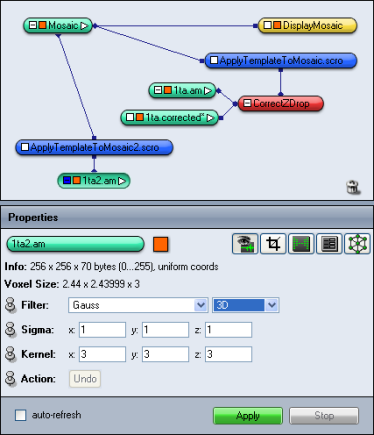 Mosaic
DisplayMosaic
ApplyTemplateToMosaic.scro
1ta.am
CorrectZDrop
1ta.corrected*
ApplyTemplateToMosaic2.scro
1ta2.am
Properties
1ta2.am
Info: 256 x 256 x 70 bytes (0...255), uniform coords
Voxel Size: 2.44 x 2.43999 x 3
Filter: Gauss 3D
Sigma: x: 1 y: 1 z: 1
Kernel: x: 3 y: 3 z: 3
Action: Undo
auto-refresh Apply Stop